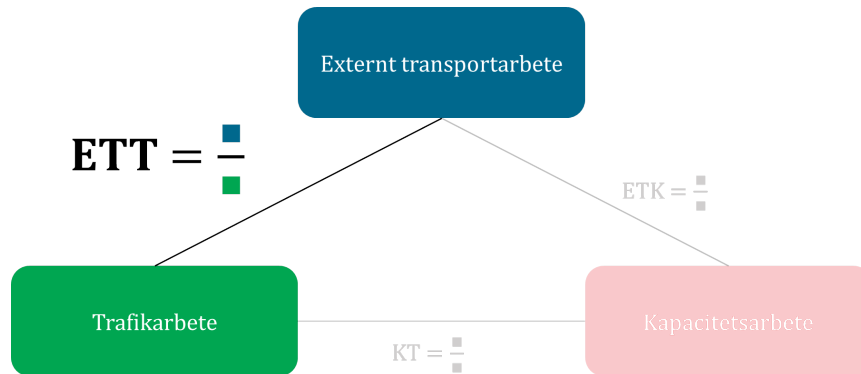 Externt transportarbete
ETT = ■/■
ETK = ■/■
Trafikarbete
Kapacitetsarbete
KT = ■/■